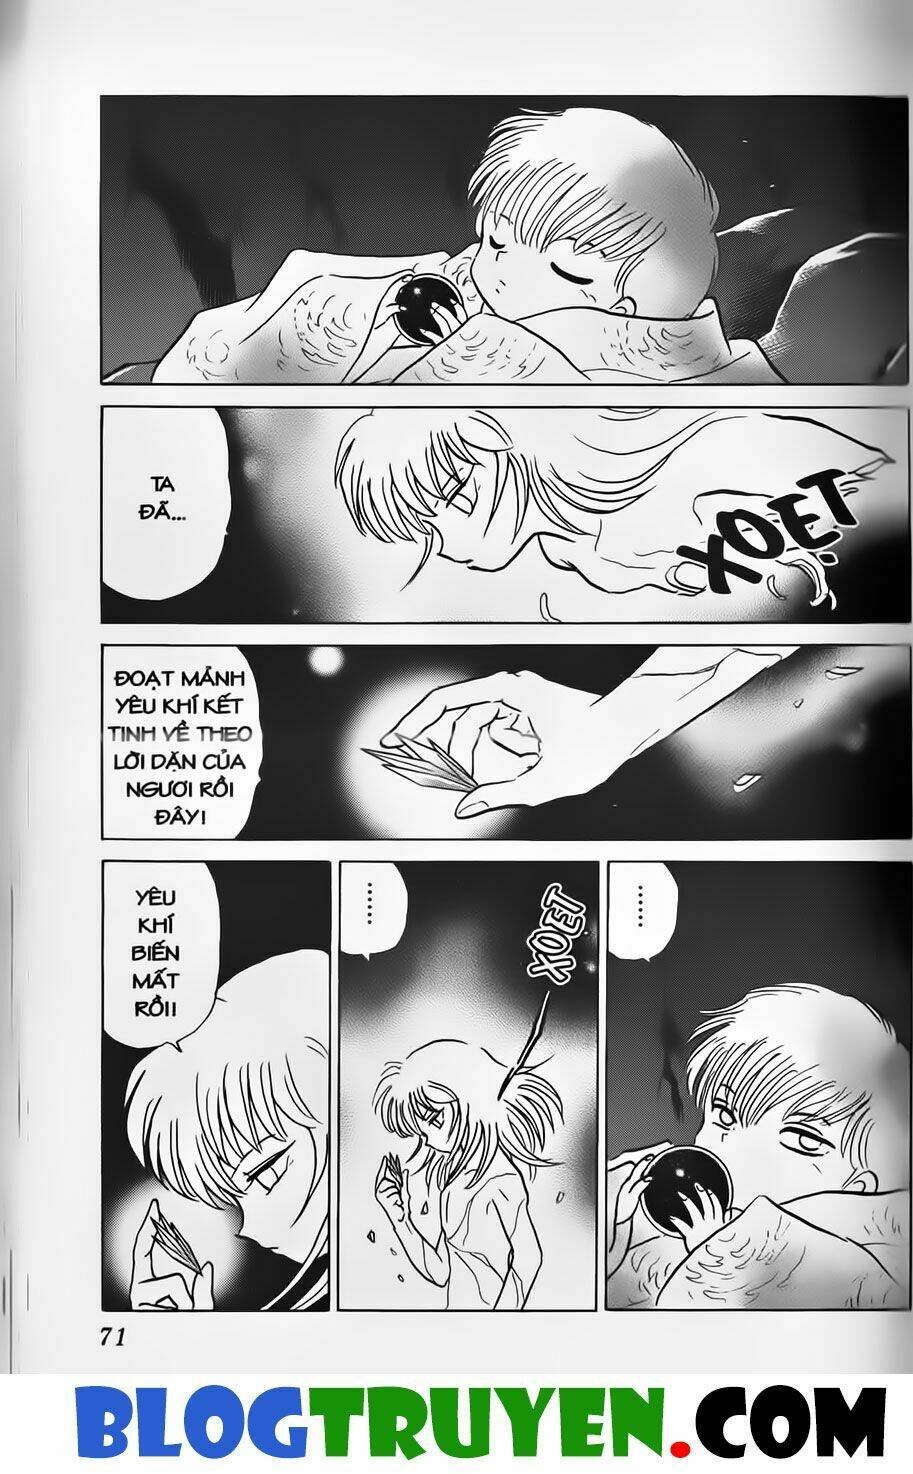 TA
ĐÃ...
XOẸT
ĐOẠT MẢNH
YÊU KHÍ KẾT
TINH VỀ THEO
LỜI DẶN CỦA
NGƯƠI RỒI
ĐÂY!
YÊU
KHÍ
BIẾN
MẤT
RỒI!
........
XOẸT
........
71
BLOGTRUYEN.COM